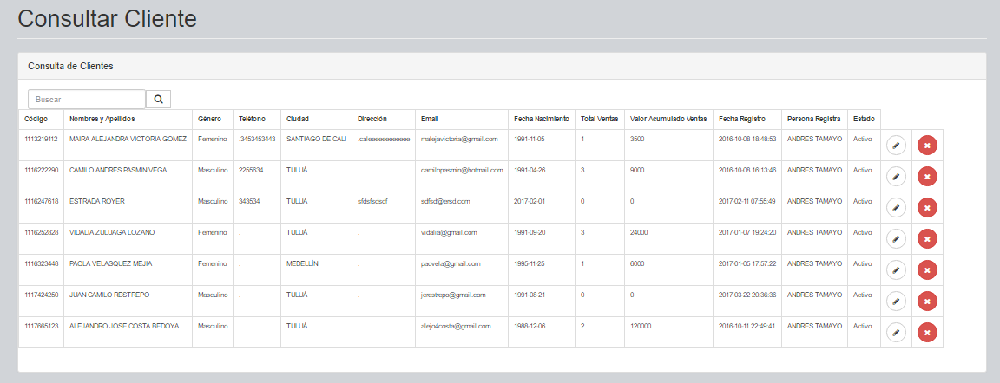 Consultar Cliente
Consulta de Clientes
Buscar
Código Nombres y Apellidos Género Teléfono Ciudad Dirección Email Fecha Nacimiento Total Ventas Valor Acumulado Ventas Fecha Registro Persona Registra Estado
1113219112 MAIRA ALEJANDRA VICTORIA GOMEZ Femenino .3453453443 SANTIAGO DE CALI .caleeeeeeeeeeee malejavictoria@gmail.com 1991-11-05 1 3500 2016-10-08 18:48:53 ANDRES TAMAYO Activo
1116222290 CAMILO ANDRES PASMIN VEGA Masculino 2255634 TULUÁ . camilopasmin@hotmail.com 1991-04-26 3 9000 2016-10-08 16:13:46 ANDRES TAMAYO Activo
1116247618 ESTRADA ROYER Masculino 343534 TULUÁ sfdsfsdsdf sdfsd@ersd.com 2017-02-01 0 0 2017-02-11 07:55:49 ANDRES TAMAYO Activo
1116252828 VIDALIA ZULUAGA LOZANO Femenino . TULUÁ . vidalia@gmail.com 1991-09-20 3 24000 2017-01-07 19:24:20 ANDRES TAMAYO Activo
1116323448 PAOLA VELASQUEZ MEJIA Femenino . MEDELLÍN . paovela@gmail.com 1995-11-25 1 6000 2017-01-05 17:57:22 ANDRES TAMAYO Activo
1117424250 JUAN CAMILO RESTREPO Masculino . TULUÁ . jcrestrepo@gmail.com 1991-08-21 0 0 2017-03-22 20:36:36 ANDRES TAMAYO Activo
1117665123 ALEJANDRO JOSE COSTA BEDOYA Masculino . TULUÁ . alejo4costa@gmail.com 1988-12-06 2 120000 2016-10-11 22:49:41 ANDRES TAMAYO Activo